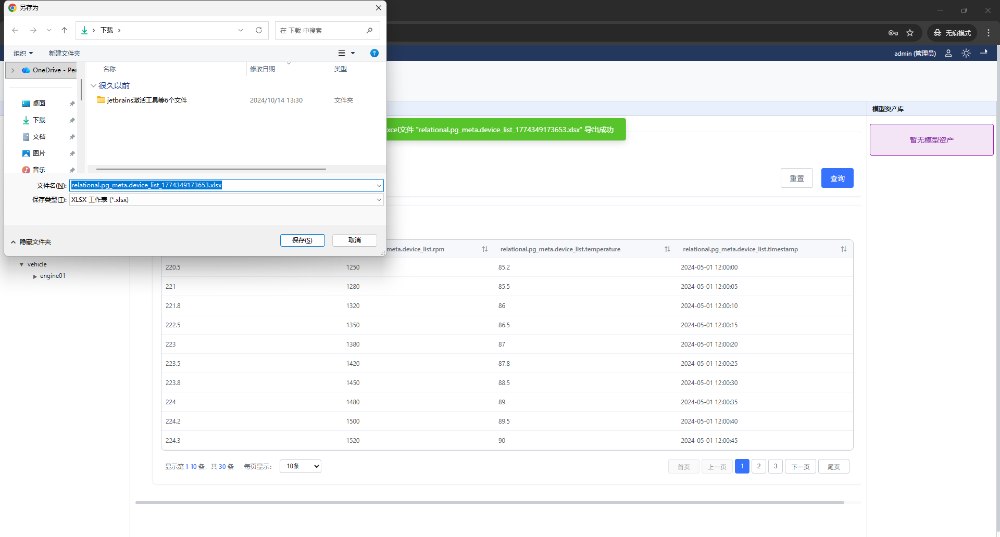 另存为
下载
在 下载 中搜索
无痕模式
组织
新建文件夹
admin (管理员)
OneDrive - Per
名称
修改日期
类型
很久以前
jetbrains激活工具等6个文件
2024/10/14 13:30
文件夹
桌面
下载
文档
图片
音乐
模型资产库
暂无模型资产
xcel文件 "relational.pg_meta.device_list_1774349173653.xlsx" 导出成功
重置
查询
文件名(N):
relational.pg_meta.device_list_1774349173653.xlsx
保存类型(T):
XLSX 工作表 (*.xlsx)
隐藏文件夹
保存(S)
取消
vehicle
engine01
meta.device_list.rpm
relational.pg_meta.device_list.temperature
relational.pg_meta.device_list.timestamp
220.5 1250 85.2 2024-05-01 12:00:00
221 1280 85.5 2024-05-01 12:00:05
221.8 1320 86 2024-05-01 12:00:10
222.5 1350 86.5 2024-05-01 12:00:15
223 1380 87 2024-05-01 12:00:20
223.5 1420 87.8 2024-05-01 12:00:25
223.8 1450 88.5 2024-05-01 12:00:30
224 1480 89 2024-05-01 12:00:35
224.2 1500 89.5 2024-05-01 12:00:40
224.3 1520 90 2024-05-01 12:00:45
显示第 1-10 条，共 30 条
每页显示：
10条
首页
上一页
1
2
3
下一页
尾页